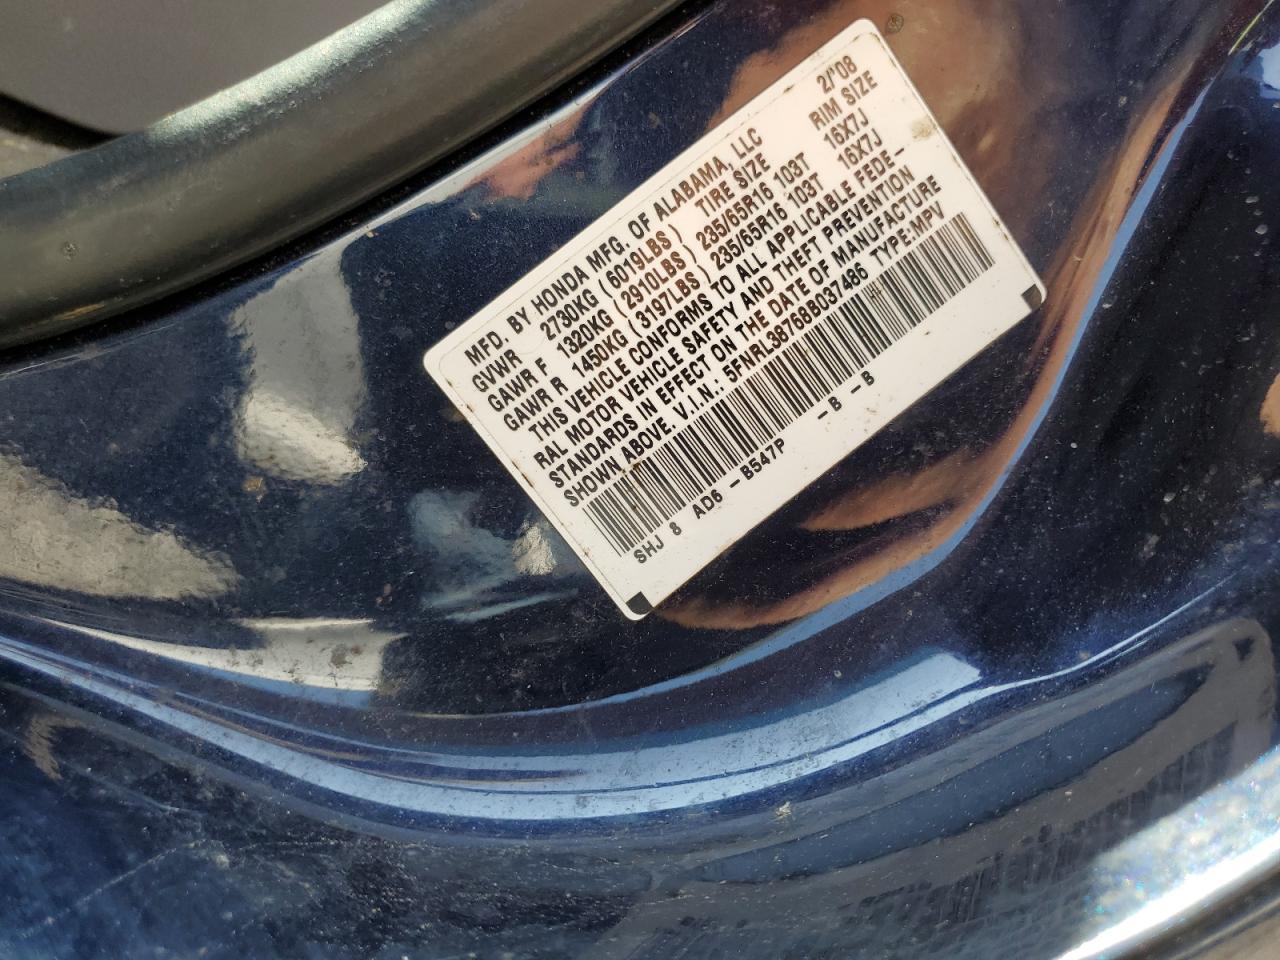 MFD. BY HONDA MFG. OF ALABAMA, LLC 2/'08
GVWR 2730KG (6019LBS) TIRE SIZE RIM SIZE
GAWR F 1320KG (2910LBS) 235/65R16 103T 16X7J
GAWR R 1450KG (3197LBS) 235/65R16 103T 16X7J
THIS VEHICLE CONFORMS TO ALL APPLICABLE FEDE-
RAL MOTOR VEHICLE SAFETY AND THEFT PREVENTION
STANDARDS IN EFFECT ON THE DATE OF MANUFACTURE
SHOWN ABOVE. V.I.N.: 5FNRL38768B037486 TYPE:MPV
SHJ 8 AD6 -B547P -B -B